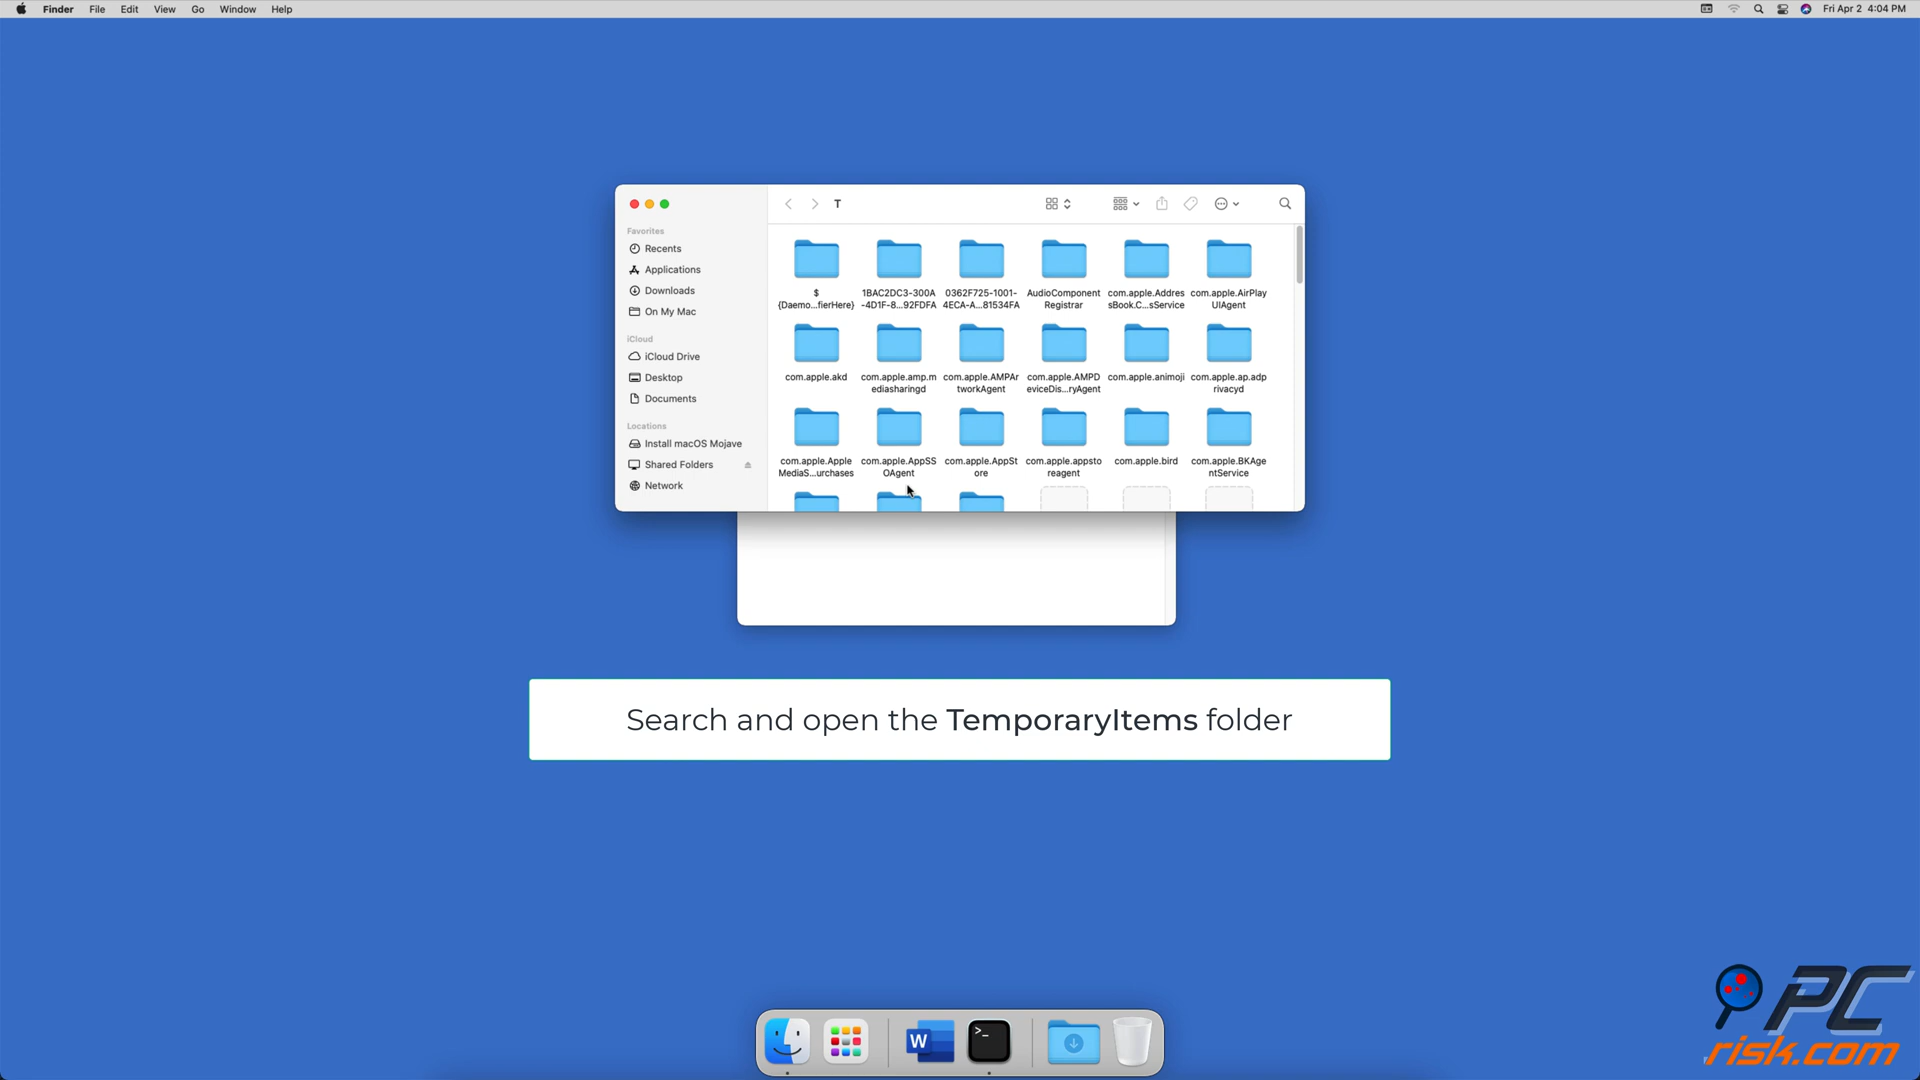 Finder File Edit View Go Window Help
Fri Apr 2 4:04 PM
T
Favorites
Recents
Applications
Downloads
On My Mac
iCloud
iCloud Drive
Desktop
Documents
Locations
Install macOS Mojave
Shared Folders
Network
$
{Daemo...fierHere}
1BAC2DC3-300A
-4D1F-8...92FDFA
0362F725-1001-
4ECA-A...81534FA
AudioComponent
Registrar
com.apple.Addres
sBook.C...sService
com.apple.AirPlay
UIAgent
com.apple.akd
com.apple.amp.m
ediasharingd
com.apple.AMPAr
tworkAgent
com.apple.AMPD
eviceDis...ryAgent
com.apple.animoji
com.apple.ap.adp
rivacyd
com.apple.Apple
MediaS...urchases
com.apple.AppSS
OAgent
com.apple.AppSt
ore
com.apple.appsto
reagent
com.apple.bird
com.apple.BKAge
ntService
Search and open the TemporaryItems folder
W
>_
PC
risk.com